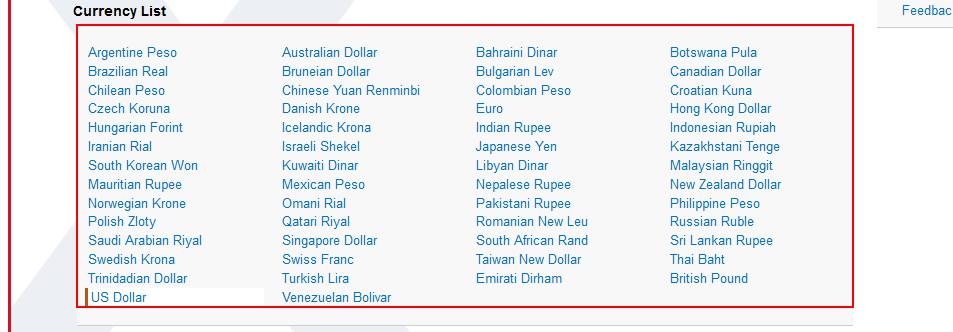 Currency List
Feedbac
Argentine Peso Australian Dollar Bahraini Dinar Botswana Pula
Brazilian Real Bruneian Dollar Bulgarian Lev Canadian Dollar
Chilean Peso Chinese Yuan Renminbi Colombian Peso Croatian Kuna
Czech Koruna Danish Krone Euro Hong Kong Dollar
Hungarian Forint Icelandic Krona Indian Rupee Indonesian Rupiah
Iranian Rial Israeli Shekel Japanese Yen Kazakhstani Tenge
South Korean Won Kuwaiti Dinar Libyan Dinar Malaysian Ringgit
Mauritian Rupee Mexican Peso Nepalese Rupee New Zealand Dollar
Norwegian Krone Omani Rial Pakistani Rupee Philippine Peso
Polish Zloty Qatari Riyal Romanian New Leu Russian Ruble
Saudi Arabian Riyal Singapore Dollar South African Rand Sri Lankan Rupee
Swedish Krona Swiss Franc Taiwan New Dollar Thai Baht
Trinidadian Dollar Turkish Lira Emirati Dirham British Pound
US Dollar Venezuelan Bolivar